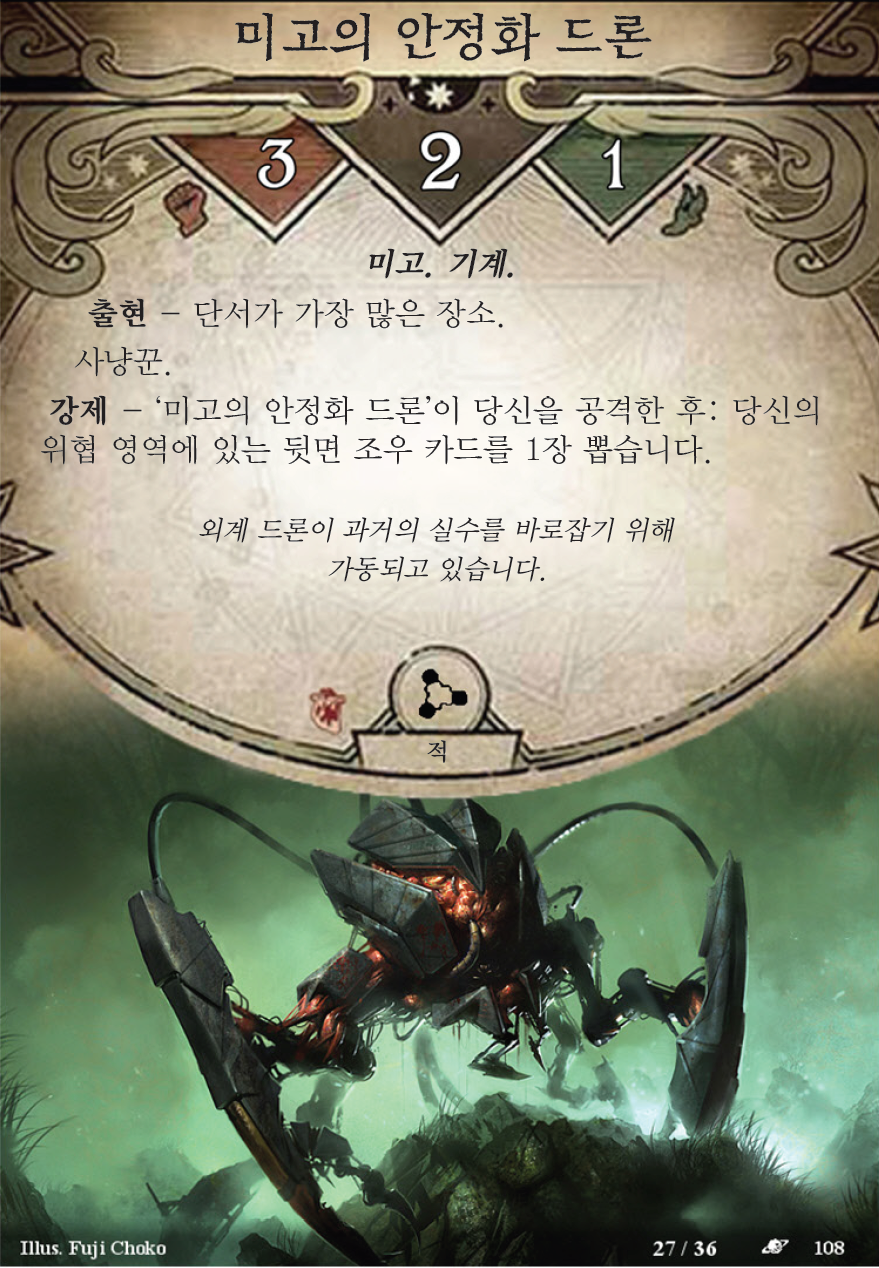 미고의 안정화 드론
3 2 1
미고. 기계.
출현 – 단서가 가장 많은 장소.
사냥꾼.
강제 – ‘미고의 안정화 드론’이 당신을 공격한 후: 당신의
위협 영역에 있는 뒷면 조우 카드를 1장 뽑습니다.
외계 드론이 과거의 실수를 바로잡기 위해
가동되고 있습니다.
적
Illus. Fuji Choko 27 / 36 108